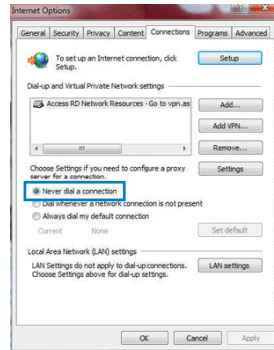 Internet Options
General Security Privacy Content Connections Programs Advanced
To set up an Internet connection, click
Setup.
Setup
Dial-up and Virtual Private Network settings
Access RD Network Resources - Go to vpn.as
Add...
Add VPN...
Remove...
Choose Settings if you need to configure a proxy
server for a connection.
Settings
Never dial a connection
Dial whenever a network connection is not present
Always dial my default connection
Current None
Set default
Local Area Network (LAN) settings
LAN Settings do not apply to dial-up connections.
Choose Settings above for dial-up settings.
LAN settings
OK Cancel Apply